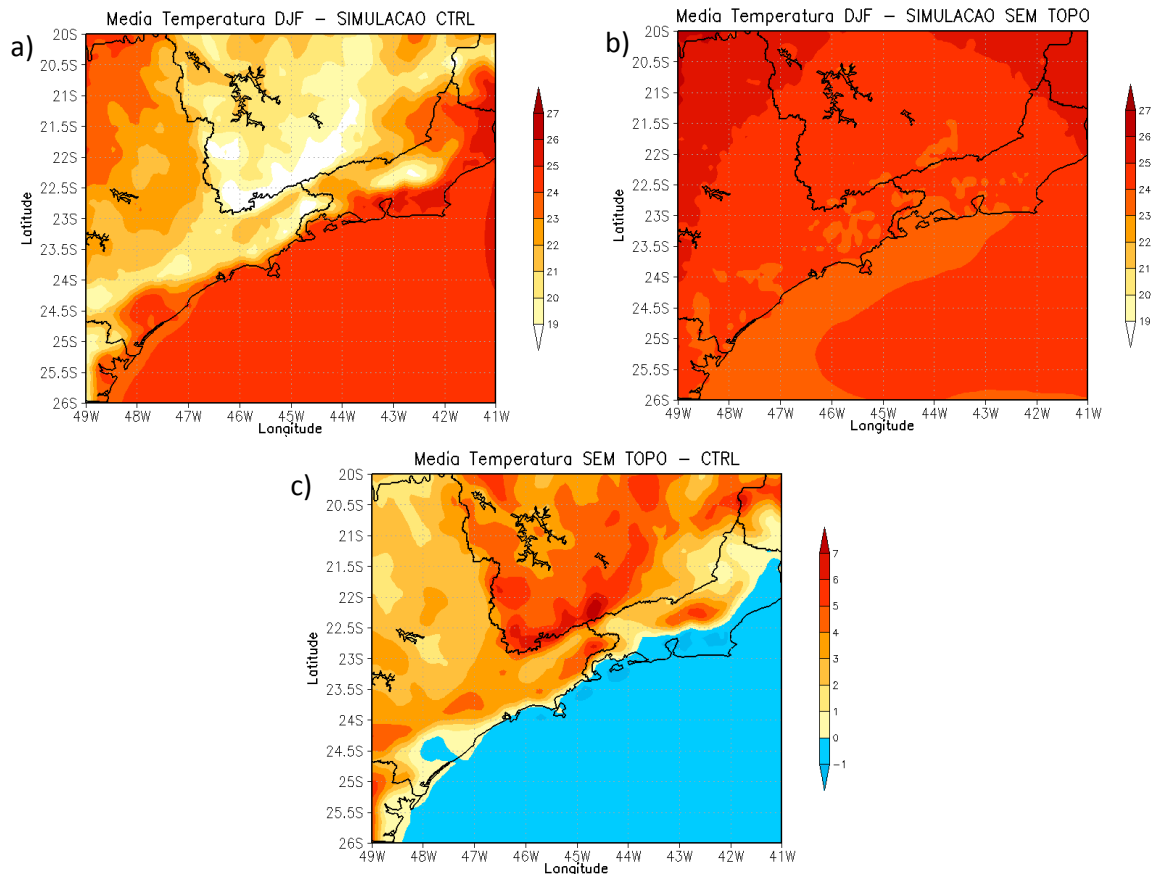 a)
Media Temperatura DJF – SIMULACAO CTRL
20S
20.5S
21S
21.5S
22S
22.5S
23S
23.5S
24S
24.5S
25S
25.5S
26S
Latitude
49W 48W 47W 46W 45W 44W 43W 42W 41W
Longitude
27
26
25
24
23
22
21
20
19
b)
Media Temperatura DJF – SIMULACAO SEM TOPO
20S
20.5S
21S
21.5S
22S
22.5S
23S
23.5S
24S
24.5S
25S
25.5S
26S
Latitude
49W 48W 47W 46W 45W 44W 43W 42W 41W
Longitude
27
26
25
24
23
22
21
20
19
c)
Media Temperatura SEM TOPO – CTRL
20S
20.5S
21S
21.5S
22S
22.5S
23S
23.5S
24S
24.5S
25S
25.5S
26S
Latitude
49W 48W 47W 46W 45W 44W 43W 42W 41W
Longitude
7
6
5
4
3
2
1
0
−1